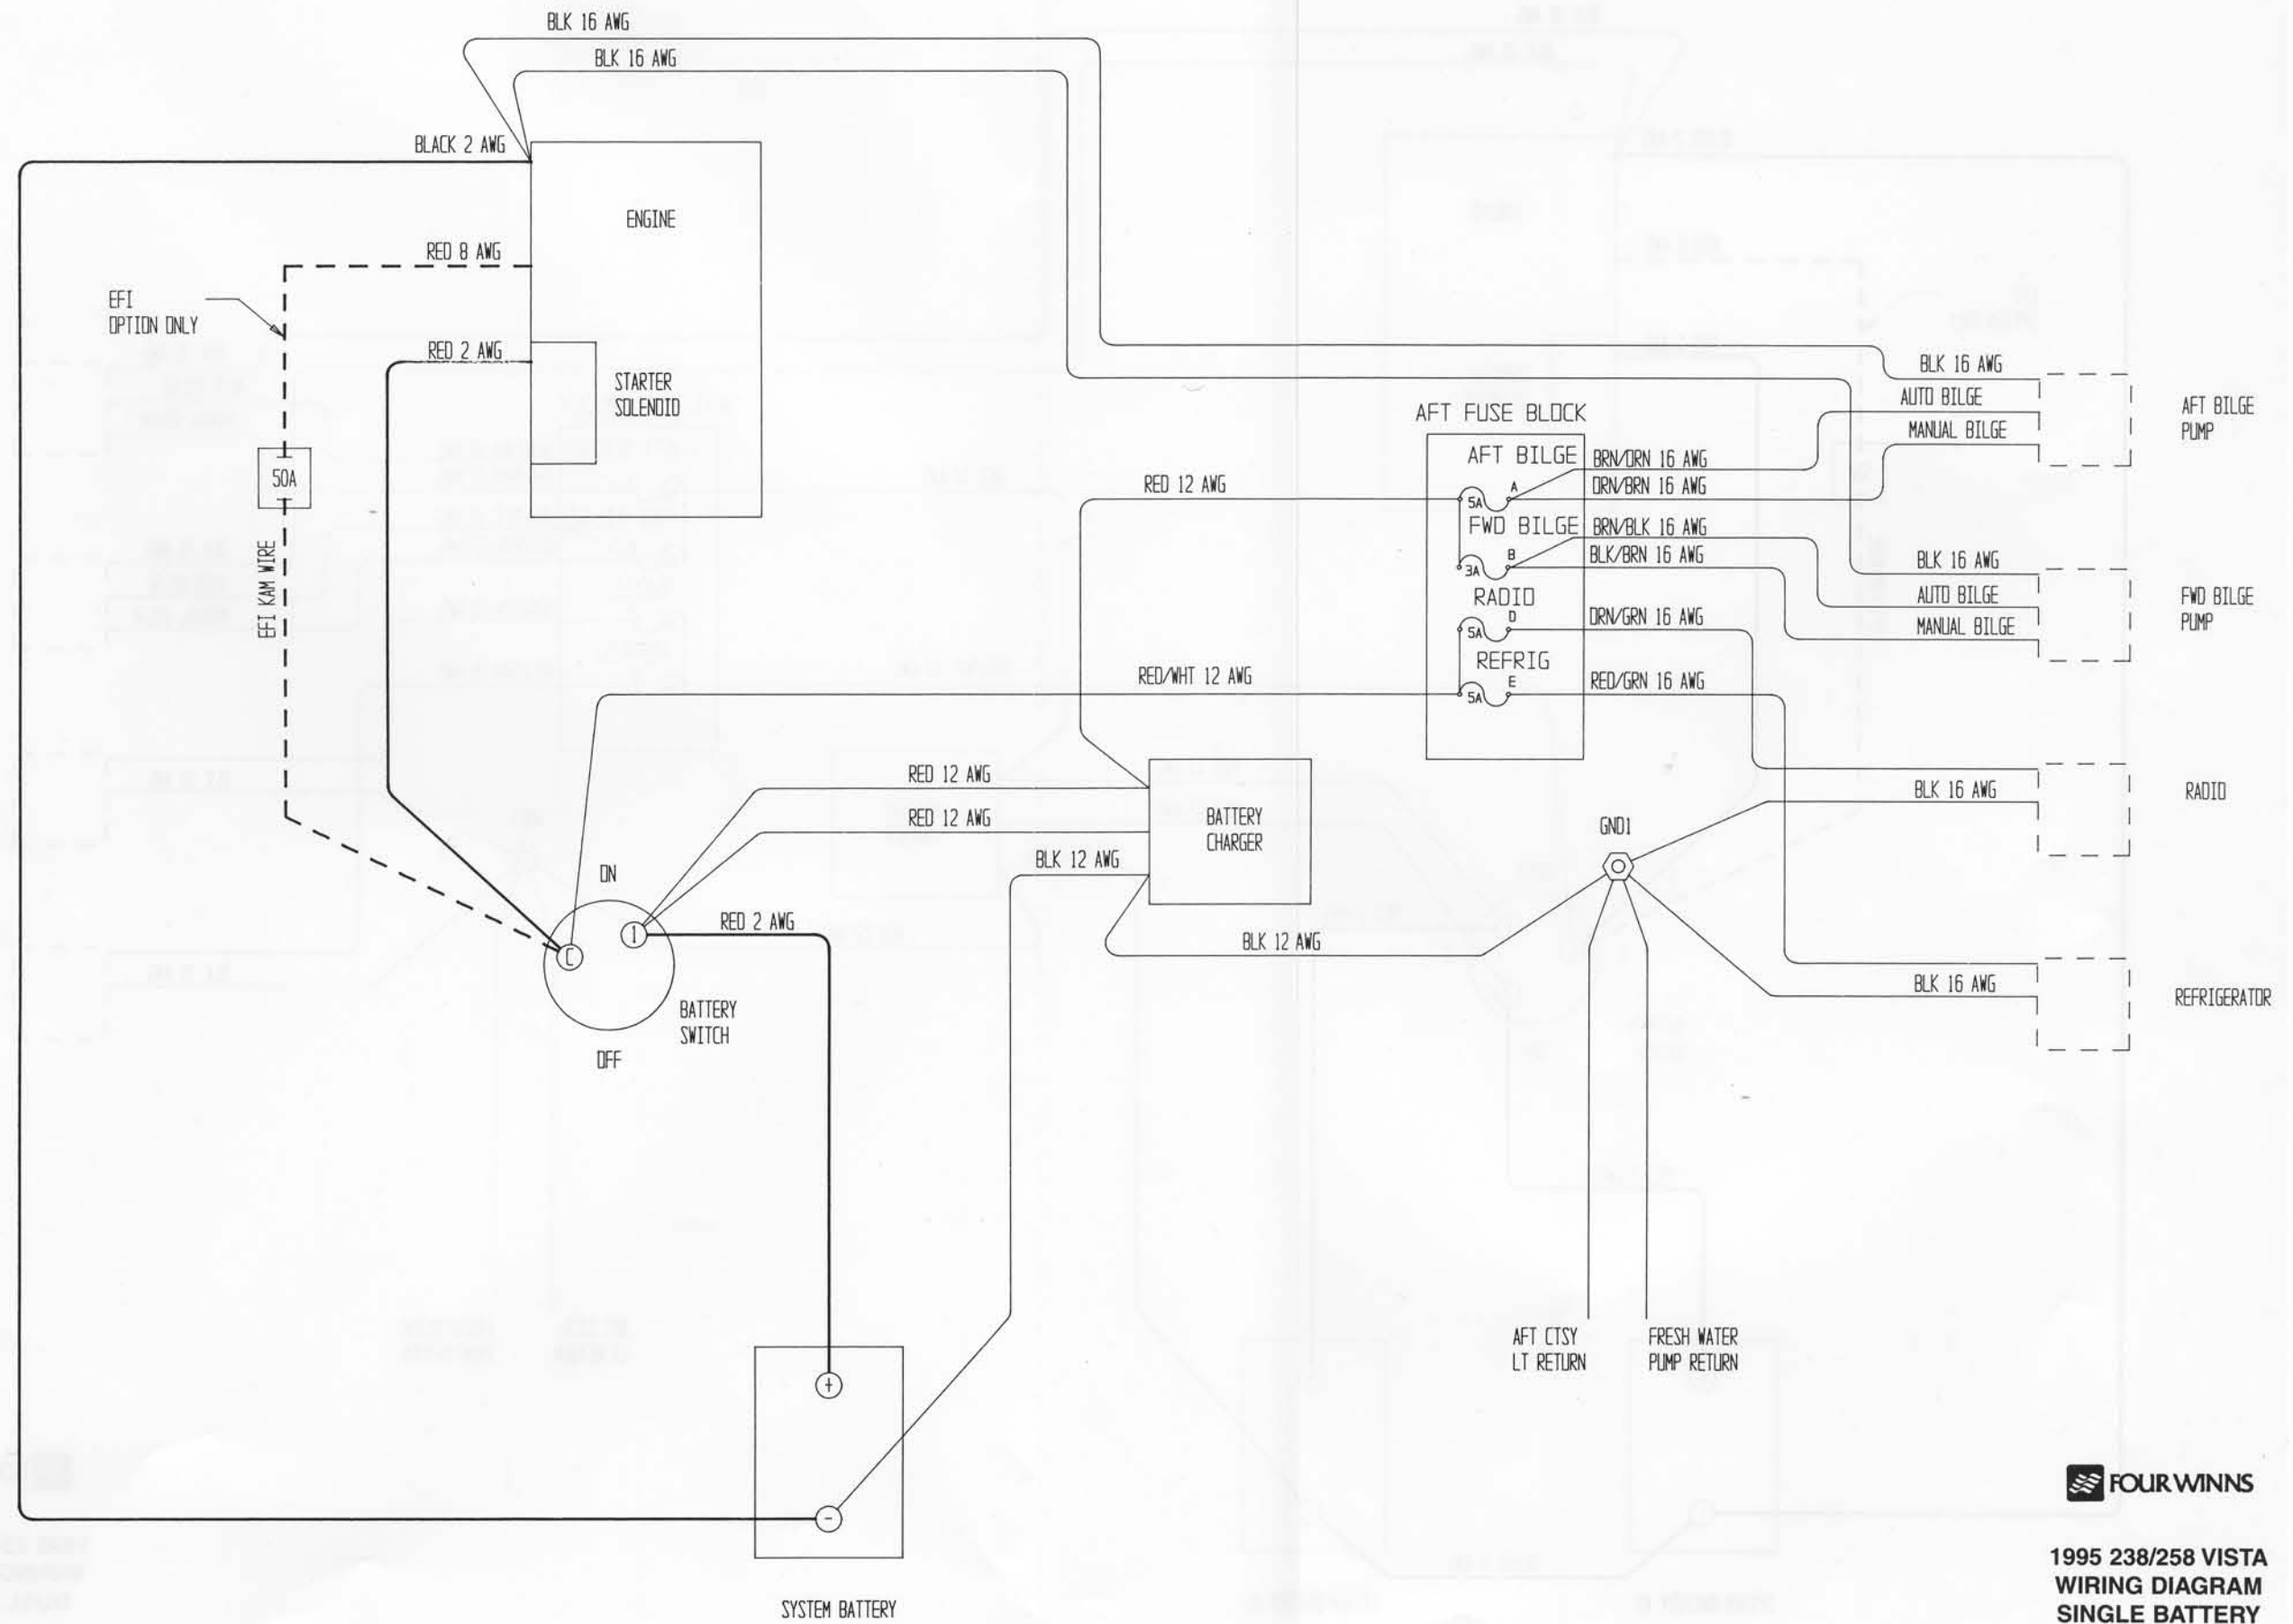 BLK 16 AWG
BLK 16 AWG
BLACK 2 AWG
ENGINE
RED 8 AWG
EFI
OPTION ONLY
RED 2 AWG
STARTER
SOLENOID
50A
EFI KAM WIRE
BLK 16 AWG
AUTO BILGE
MANUAL BILGE
AFT BILGE
PUMP
AFT FUSE BLOCK
AFT BILGE
BRN/ORN 16 AWG
RED 12 AWG
5A
A
ORN/BRN 16 AWG
FWD BILGE
BRN/BLK 16 AWG
3A
B
BLK/BRN 16 AWG
BLK 16 AWG
AUTO BILGE
MANUAL BILGE
FWD BILGE
PUMP
RADIO
5A
D
ORN/GRN 16 AWG
REFRIG
RED/WHT 12 AWG
5A
E
RED/GRN 16 AWG
RED 12 AWG
RED 12 AWG
BLK 12 AWG
BATTERY
CHARGER
BLK 16 AWG
RADIO
GND1
ON
C
1
RED 2 AWG
BLK 12 AWG
BATTERY
SWITCH
OFF
BLK 16 AWG
REFRIGERATOR
AFT CTSY
LT RETURN
FRESH WATER
PUMP RETURN
+
-
SYSTEM BATTERY
FOUR WINNS
1995 238/258 VISTA
WIRING DIAGRAM
SINGLE BATTERY